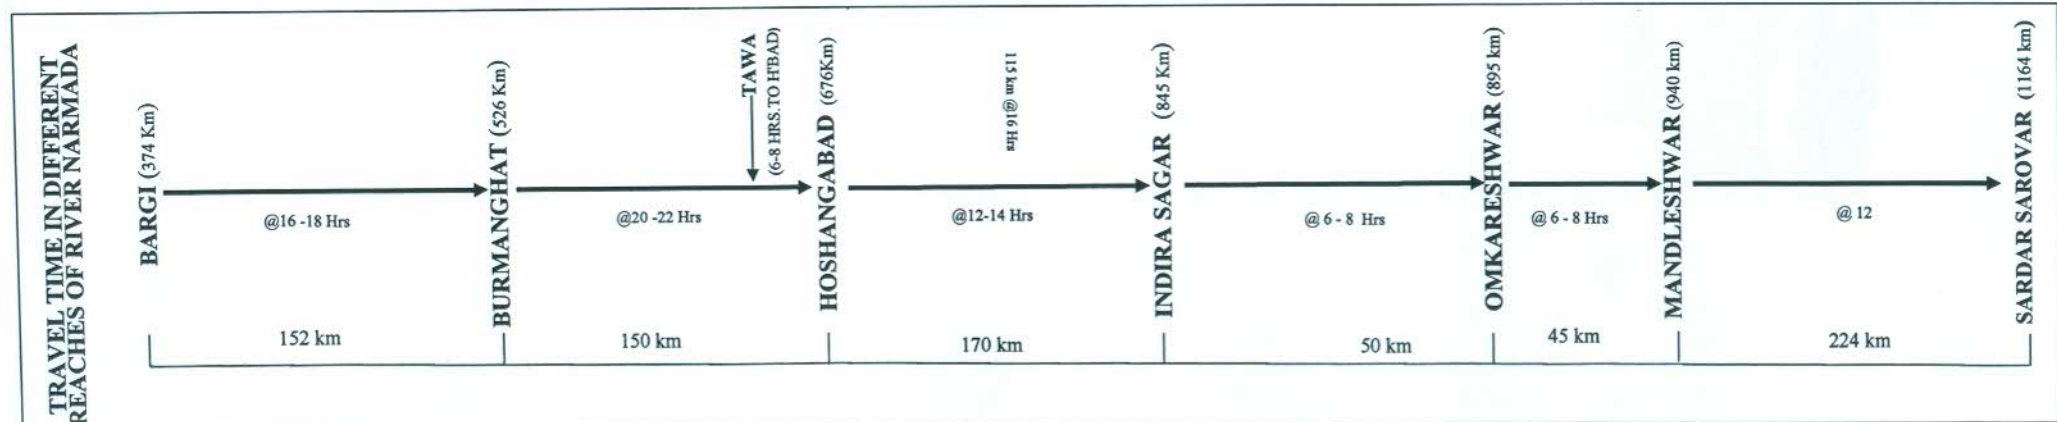 TRAVEL TIME IN DIFFERENT
REACHES OF RIVER NARMADA
BARGI (374 Km)
@16 -18 Hrs
152 km
BURMANGHAT (526 Km)
@20 -22 Hrs
150 km
TAWA
(6-8 HRS.TO H'BAD)
HOSHANGABAD (676Km)
115 km @16 Hrs
@12-14 Hrs
170 km
INDIRA SAGAR (845 Km)
@ 6 - 8 Hrs
50 km
OMKARESHWAR (895 km)
@ 6 - 8 Hrs
45 km
MANDLESHWAR (940 km)
@ 12
224 km
SARDAR SAROVAR (1164 km)